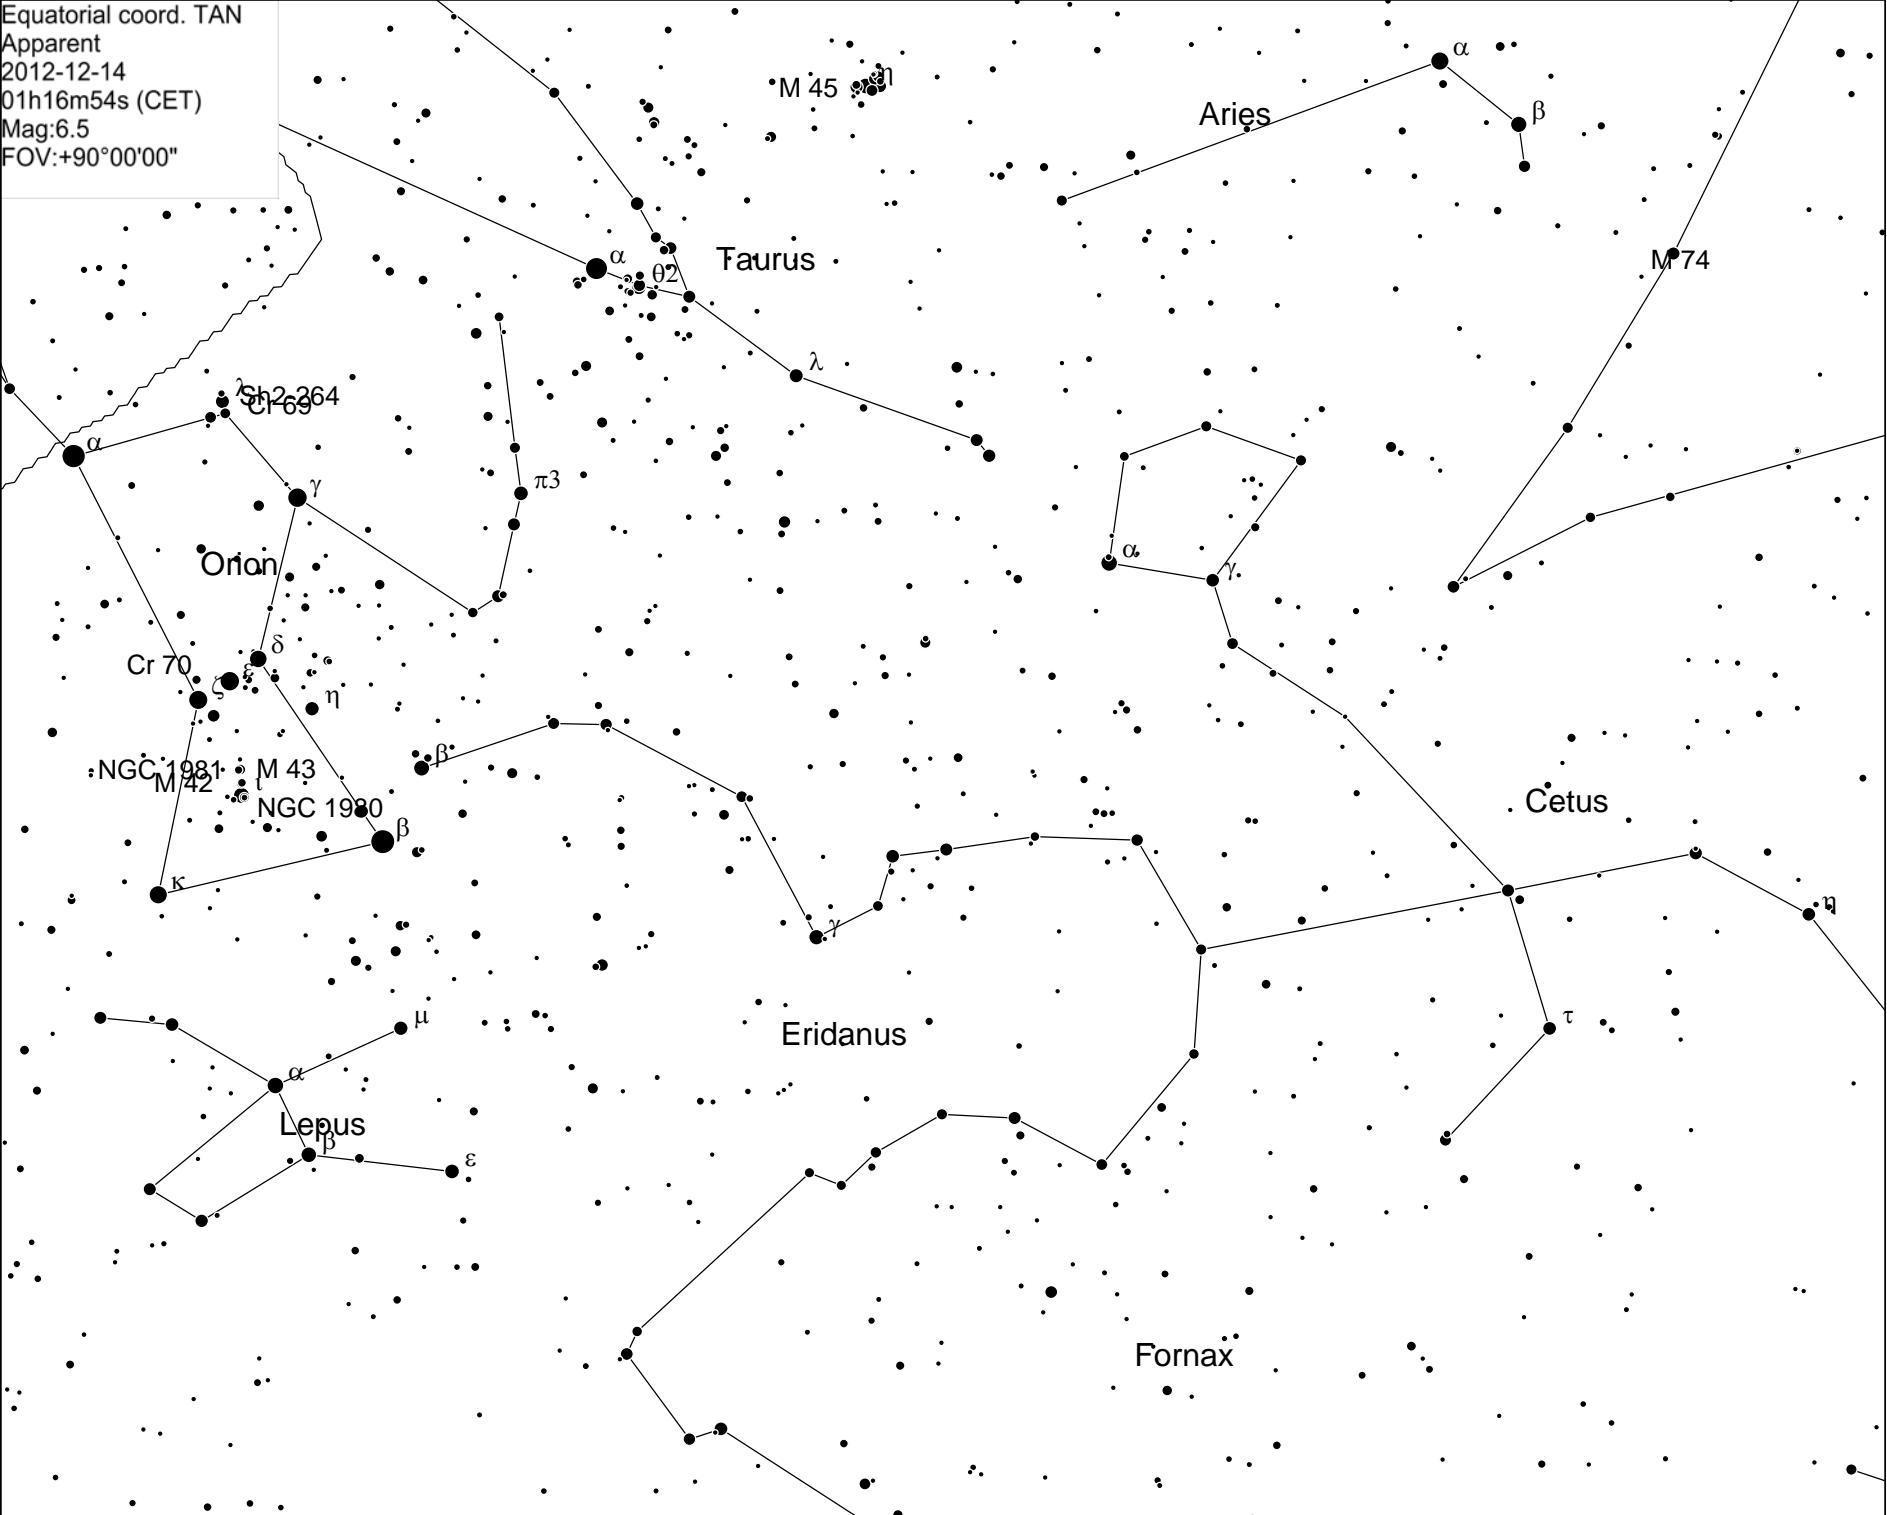 Equatorial coord. TAN
Apparent
2012-12-14
01h16m54s (CET)
Mag:6.5
FOV:+90°00'00"
α
η
M 45
Aries
β
Taurus
α
θ2
M 74
λ
λ
Sh2-264
Cr 69
α
π3
γ
α
γ
Orion
δ
Cr 70
ε
ζ
η
β
NGC 1981
M 43
M 42
ι
NGC 1980
Cetus
β
κ
η
γ
μ
τ
Eridanus
α
Lepus
β
ε
Fornax